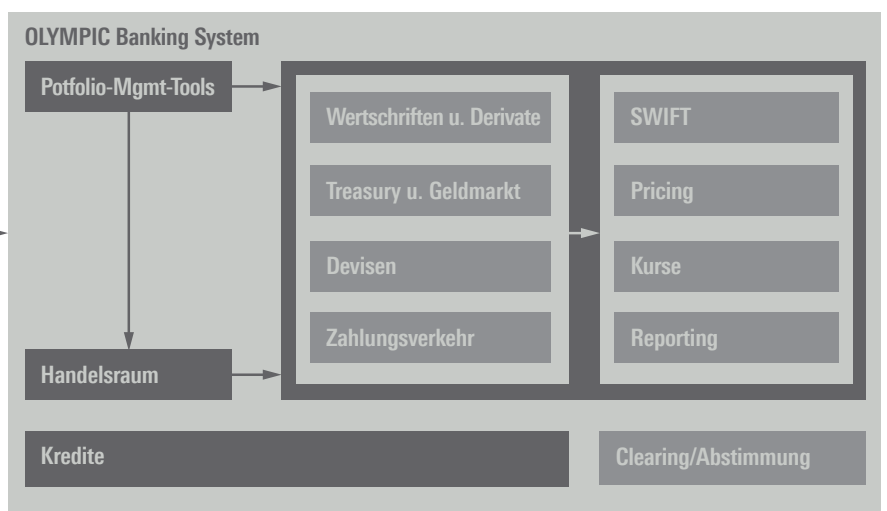 OLYMPIC Banking System
Potfolio-Mgmt-Tools
Wertschriften u. Derivate
SWIFT
Treasury u. Geldmarkt
Pricing
Devisen
Kurse
Zahlungsverkehr
Reporting
Handelsraum
Kredite
Clearing/Abstimmung